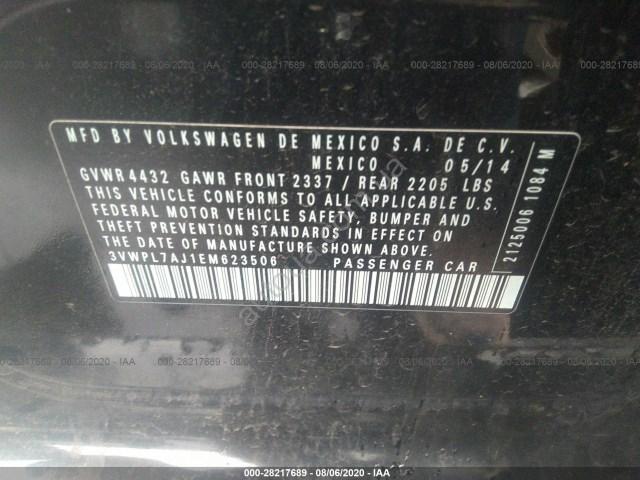 MFD BY VOLKSWAGEN DE MEXICO S.A. DE C.V.
MEXICO 05/14
GVWR 4432 GAWR FRONT 2337 / REAR 2205 LBS
THIS VEHICLE CONFORMS TO ALL APPLICABLE U.S.
FEDERAL MOTOR VEHICLE SAFETY, BUMPER AND
THEFT PREVENTION STANDARDS IN EFFECT ON
THE DATE OF MANUFACTURE SHOWN ABOVE.
3VWPL7AJ1EM623506 PASSENGER CAR
2125006 1084 M
000-28217689 - 08/06/2020 - IAA